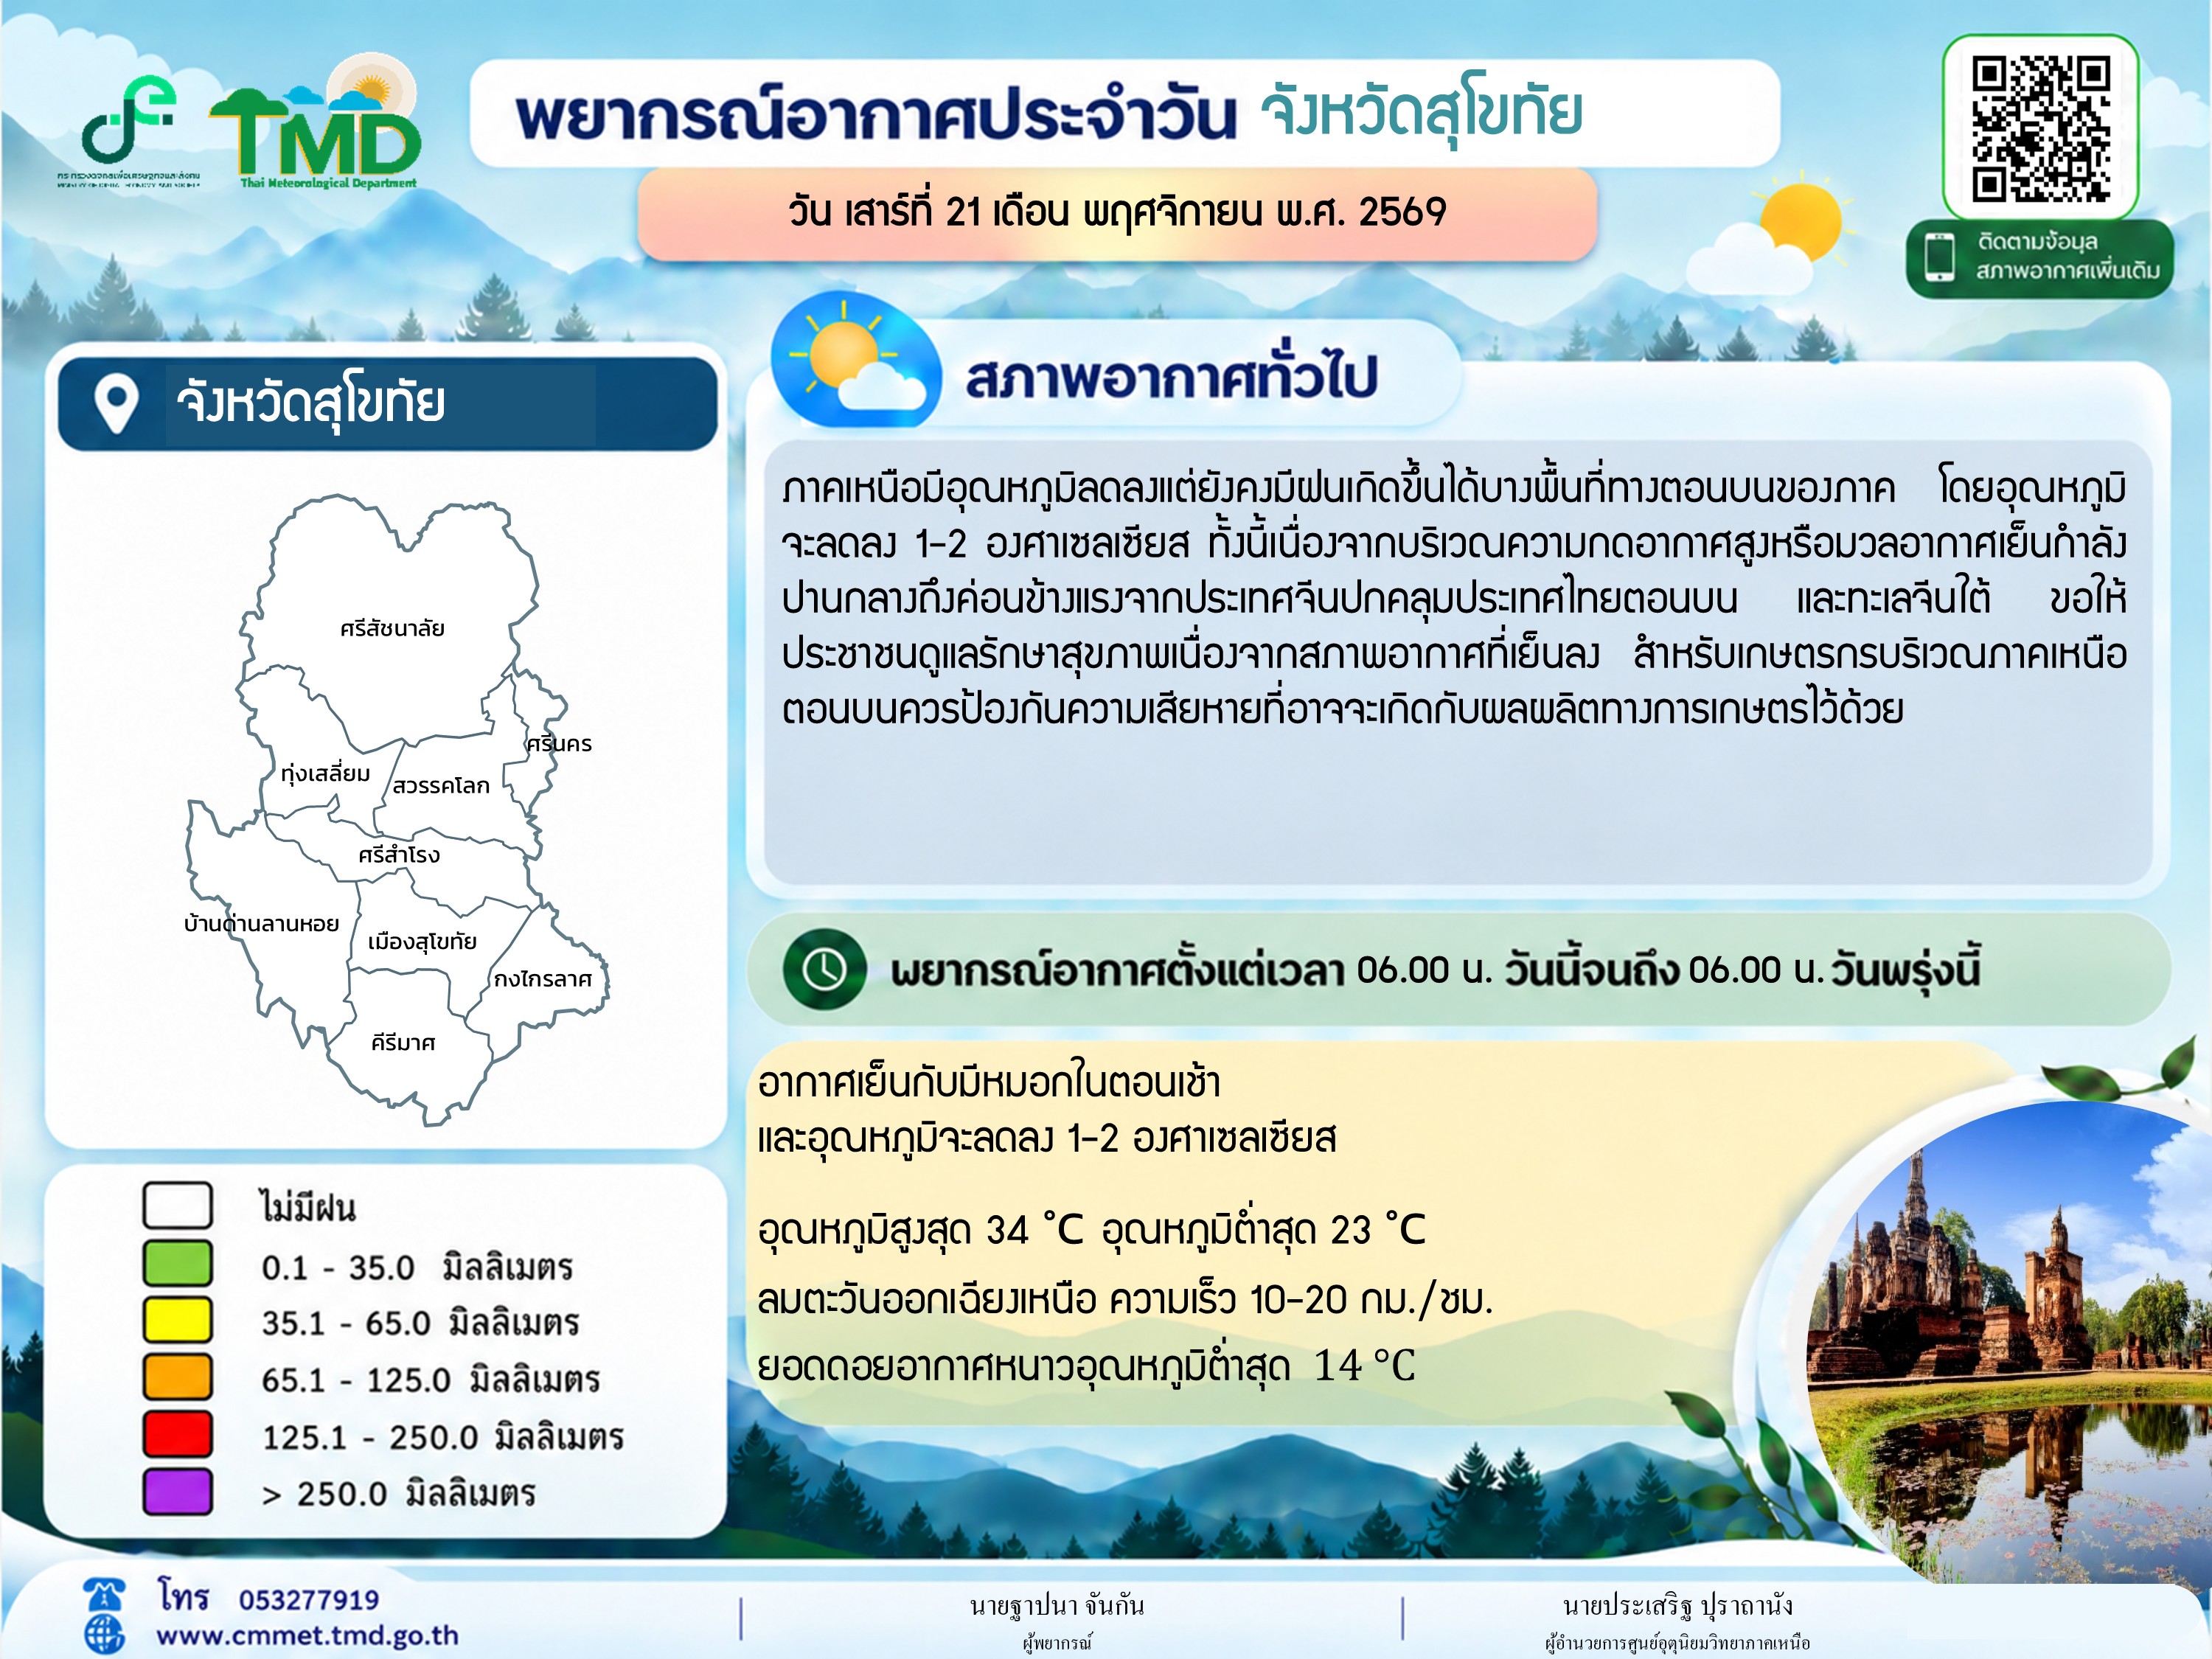 TMD
Thai Meteorological Department
พยากรณ์อากาศประจำวัน จังหวัดสุโขทัย
วัน เสาร์ที่ 21 เดือน พฤศจิกายน พ.ศ. 2569
ติดตามข้อมูล
สภาพอากาศเพิ่มเติม
จังหวัดสุโขทัย
ศรีสัชนาลัย
ศรีนคร
ทุ่งเสลี่ยม
สวรรคโลก
ศรีสำโรง
บ้านด่านลานหอย
เมืองสุโขทัย
กงไกรลาศ
คีรีมาศ
ไม่มีฝน
0.1 - 35.0 มิลลิเมตร
35.1 - 65.0 มิลลิเมตร
65.1 - 125.0 มิลลิเมตร
125.1 - 250.0 มิลลิเมตร
> 250.0 มิลลิเมตร
สภาพอากาศทั่วไป
ภาคเหนือมีอุณหภูมิลดลงแต่ยังคงมีฝนเกิดขึ้นได้บางพื้นที่ทางตอนบนของภาค โดยอุณหภูมิ
จะลดลง 1-2 องศาเซลเซียส ทั้งนี้เนื่องจากบริเวณความกดอากาศสูงหรือมวลอากาศเย็นกำลัง
ปานกลางถึงค่อนข้างแรงจากประเทศจีนปกคลุมประเทศไทยตอนบน และทะเลจีนใต้ ขอให้
ประชาชนดูแลรักษาสุขภาพเนื่องจากสภาพอากาศที่เย็นลง สำหรับเกษตรกรบริเวณภาคเหนือ
ตอนบนควรป้องกันความเสียหายที่อาจจะเกิดกับผลผลิตทางการเกษตรไว้ด้วย
พยากรณ์อากาศตั้งแต่เวลา 06.00 น. วันนี้จนถึง 06.00 น. วันพรุ่งนี้
อากาศเย็นกับมีหมอกในตอนเช้า
และอุณหภูมิจะลดลง 1-2 องศาเซลเซียส
อุณหภูมิสูงสุด 34 °C อุณหภูมิต่ำสุด 23 °C
ลมตะวันออกเฉียงเหนือ ความเร็ว 10-20 กม./ชม.
ยอดดอยอากาศหนาวอุณหภูมิต่ำสุด 14 °C
โทร 053277919
www.cmmet.tmd.go.th
นายฐาปนา จันกัน
ผู้พยากรณ์
นายประเสริฐ ปุราถานัง
ผู้อำนวยการศูนย์อุตุนิยมวิทยาภาคเหนือ